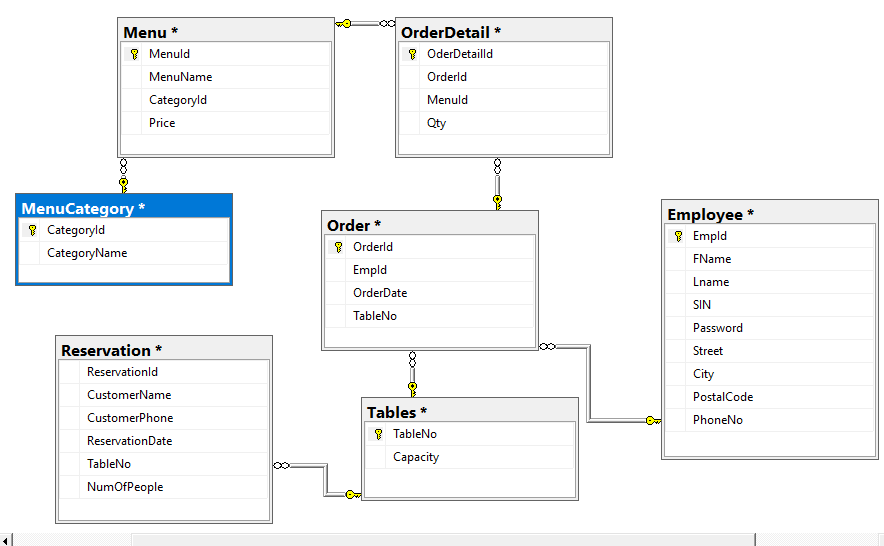 Menu *
MenuId
MenuName
CategoryId
Price
OrderDetail *
OderDetailId
OrderId
MenuId
Qty
MenuCategory *
CategoryId
CategoryName
Order *
OrderId
EmpId
OrderDate
TableNo
Employee *
EmpId
FName
Lname
SIN
Password
Street
City
PostalCode
PhoneNo
Reservation *
ReservationId
CustomerName
CustomerPhone
ReservationDate
TableNo
NumOfPeople
Tables *
TableNo
Capacity